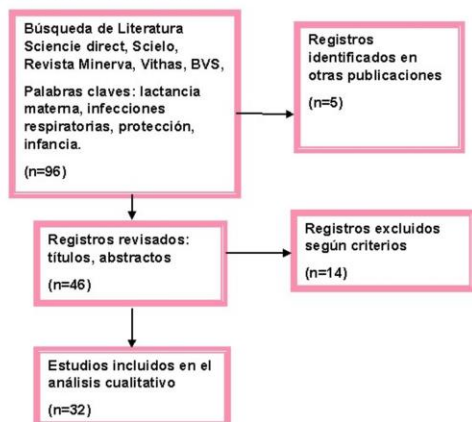 Búsqueda de Literatura
Sciencie direct, Scielo,
Revista Minerva, Vithas, BVS,
Palabras claves: lactancia
materna, infecciones
respiratorias, protección,
infancia.
(n=96)
Registros
identificados en
otras publicaciones
(n=5)
Registros revisados:
títulos, abstractos
(n=46)
Registros excluidos
según criterios
(n=14)
Estudios incluidos en el
análisis cualitativo
(n=32)